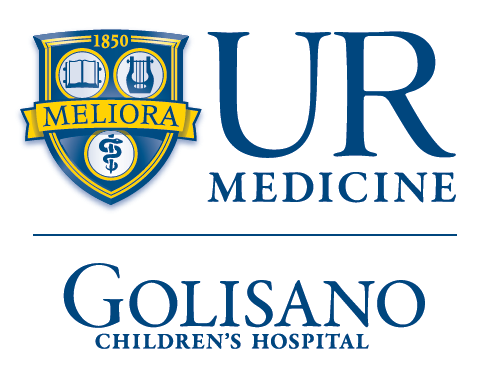 1850
MELIORA
UR
MEDICINE
GOLISANO
CHILDREN'S HOSPITAL